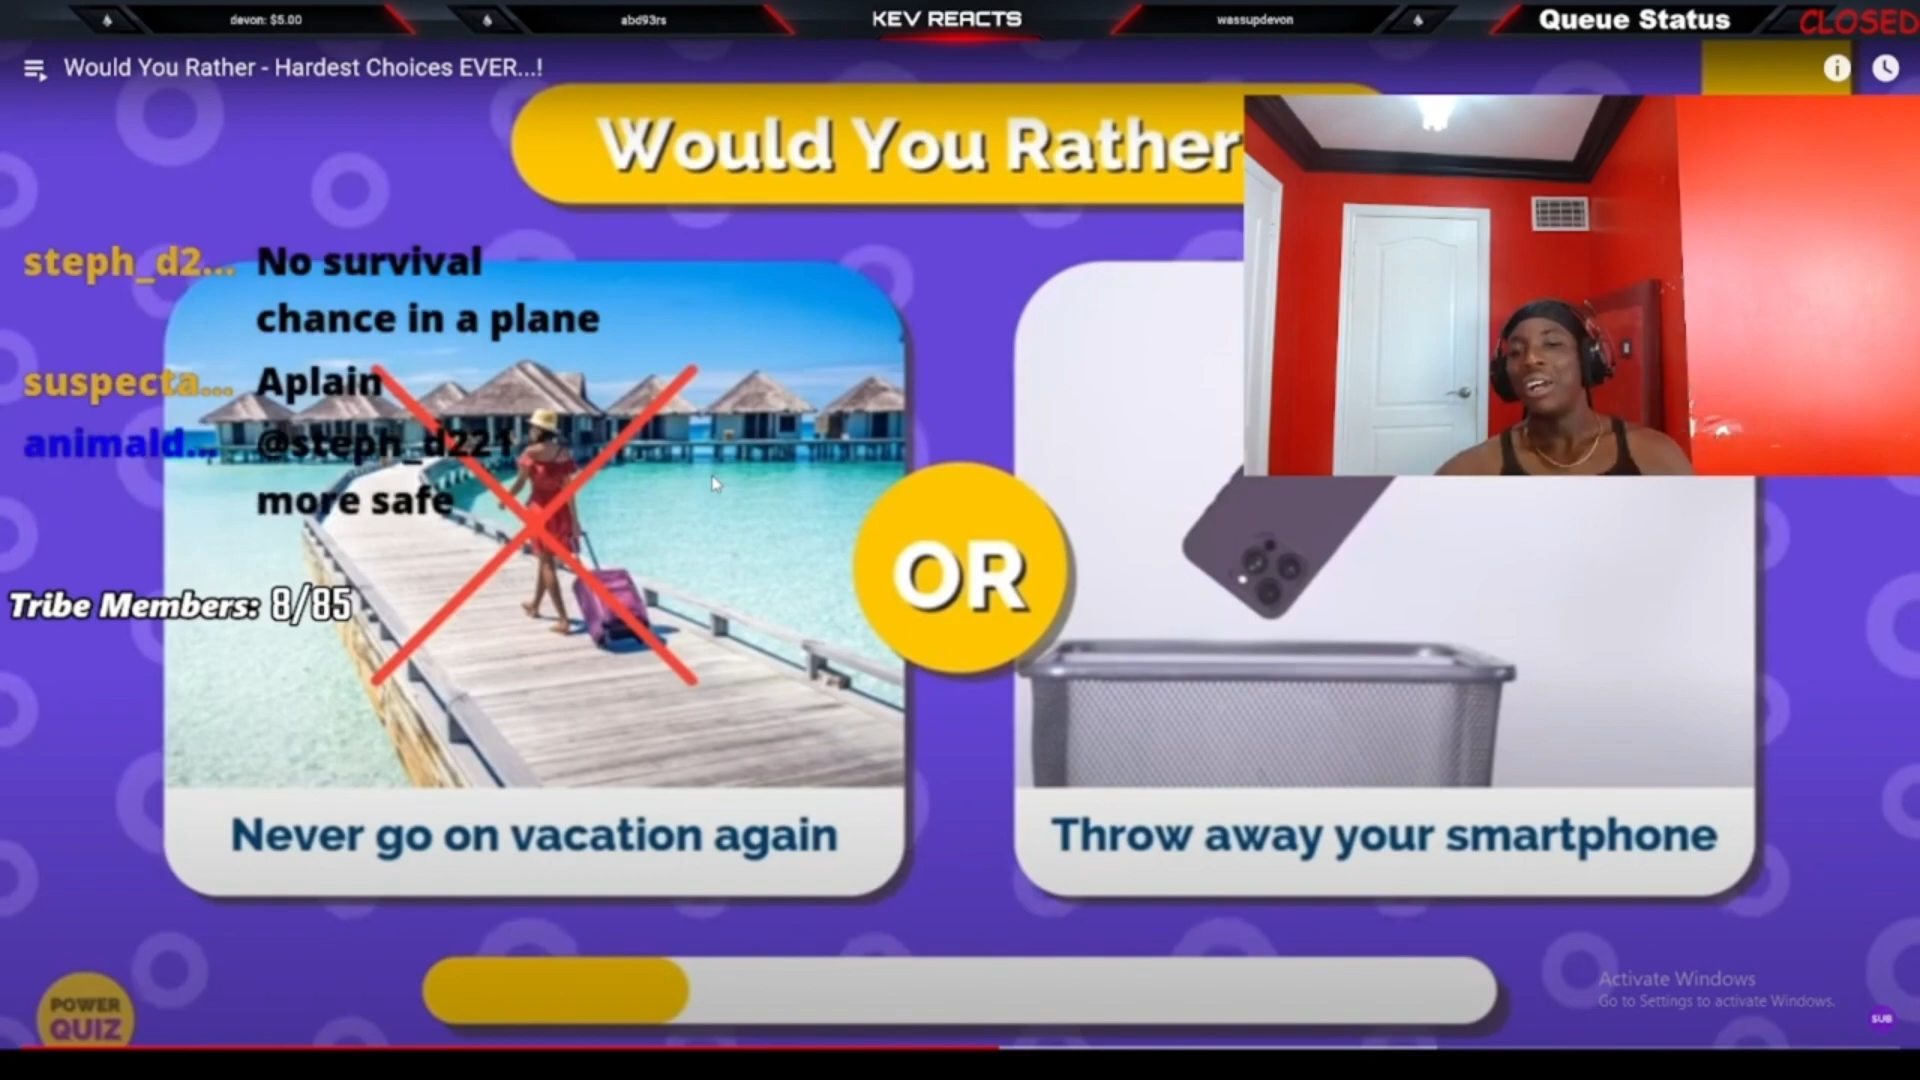 devon: $5.00
abd93rs
KEV REACTS
wassupdevon
Queue Status
CLOSED
Would You Rather - Hardest Choices EVER...!
Would You Rather
steph_d2... No survival
chance in a plane
suspecta... Aplain
animald... @steph_d221
more safe
Tribe Members: 8/85
OR
Never go on vacation again
Throw away your smartphone
Activate Windows
Go to Settings to activate Windows.
POWER
QUIZ
SUB